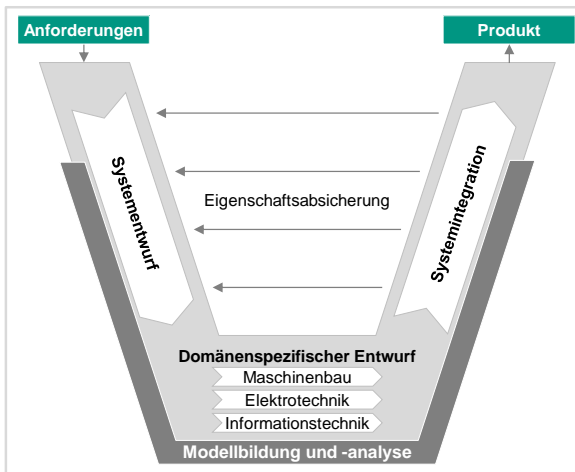 Anforderungen
Produkt
Systementwurf
Eigenschaftsabsicherung
Systemintegration
Domänenspezifischer Entwurf
Maschinenbau
Elektrotechnik
Informationstechnik
Modellbildung und -analyse